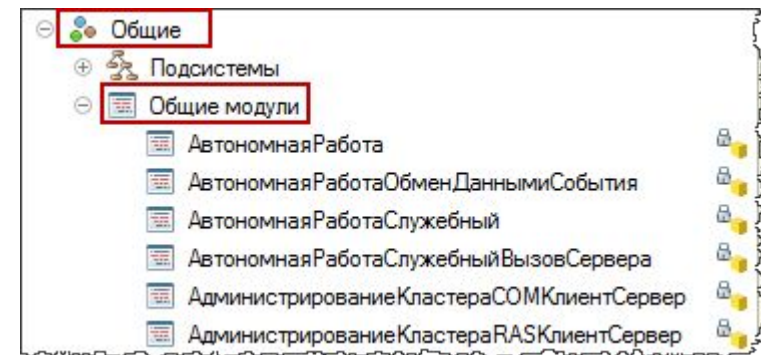 Общие
Подсистемы
Общие модули
АвтономнаяРабота
АвтономнаяРаботаОбменДаннымиСобытия
АвтономнаяРаботаСлужебный
АвтономнаяРаботаСлужебныйВызовСервера
АдминистрированиеКластераCOMКлиентСервер
АдминистрированиеКластераRASКлиентСервер